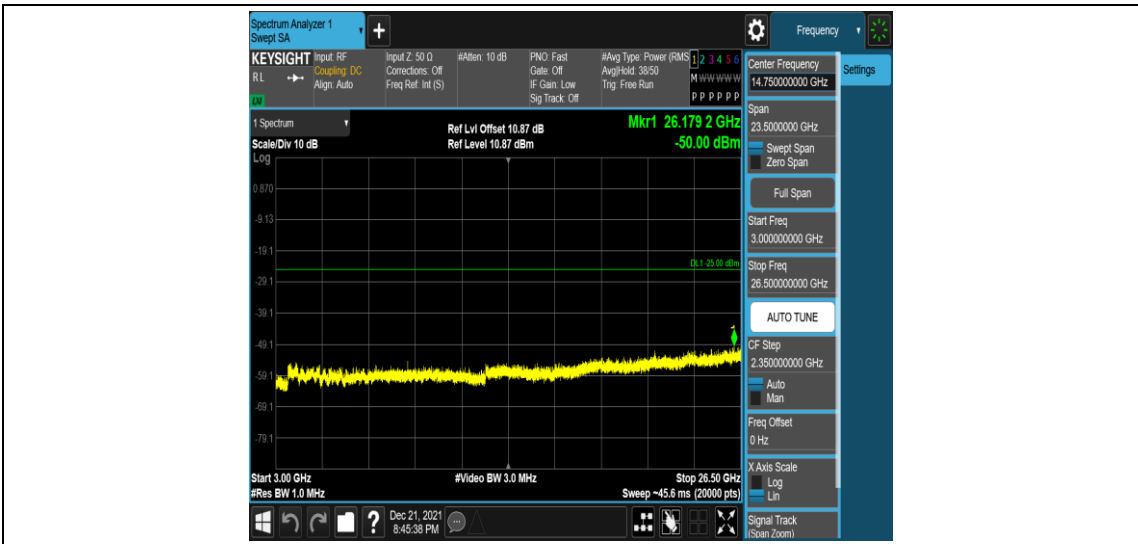 Spectrum Analyzer 1
Swept SA
+
Frequency
KEYSIGHT
RL
LXI
Input: RF
Coupling: DC
Align: Auto
Input Z: 50 Ω
Corrections: Off
Freq Ref: Int (S)
#Atten: 10 dB
PNO: Fast
Gate: Off
IF Gain: Low
Sig Track: Off
#Avg Type: Power (RMS
Avg|Hold: 38/50
Trig: Free Run
1 2 3 4 5 6
M W W W W W
P P P P P P
Center Frequency
14.750000000 GHz
Settings
Span
23.5000000 GHz
Swept Span
Zero Span
Full Span
Start Freq
3.000000000 GHz
Stop Freq
26.500000000 GHz
AUTO TUNE
CF Step
2.350000000 GHz
Auto
Man
Freq Offset
0 Hz
X Axis Scale
Log
Lin
Signal Track
(Span Zoom)
1 Spectrum
Scale/Div 10 dB
Log
Ref Lvl Offset 10.87 dB
Ref Level 10.87 dBm
Mkr1 26.179 2 GHz
-50.00 dBm
0.870
-9.13
-19.1
DL1 -25.00 dBm
-29.1
-39.1
1
-49.1
-59.1
-69.1
-79.1
Start 3.00 GHz
#Res BW 1.0 MHz
#Video BW 3.0 MHz
Stop 26.50 GHz
Sweep ~45.6 ms (20000 pts)
?
Dec 21, 2021
8:45:38 PM